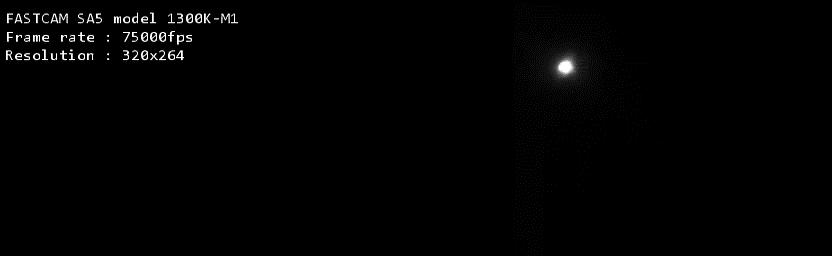 FASTCAM SA5 model 1300K-M1
Frame rate : 75000fps
Resolution : 320x264